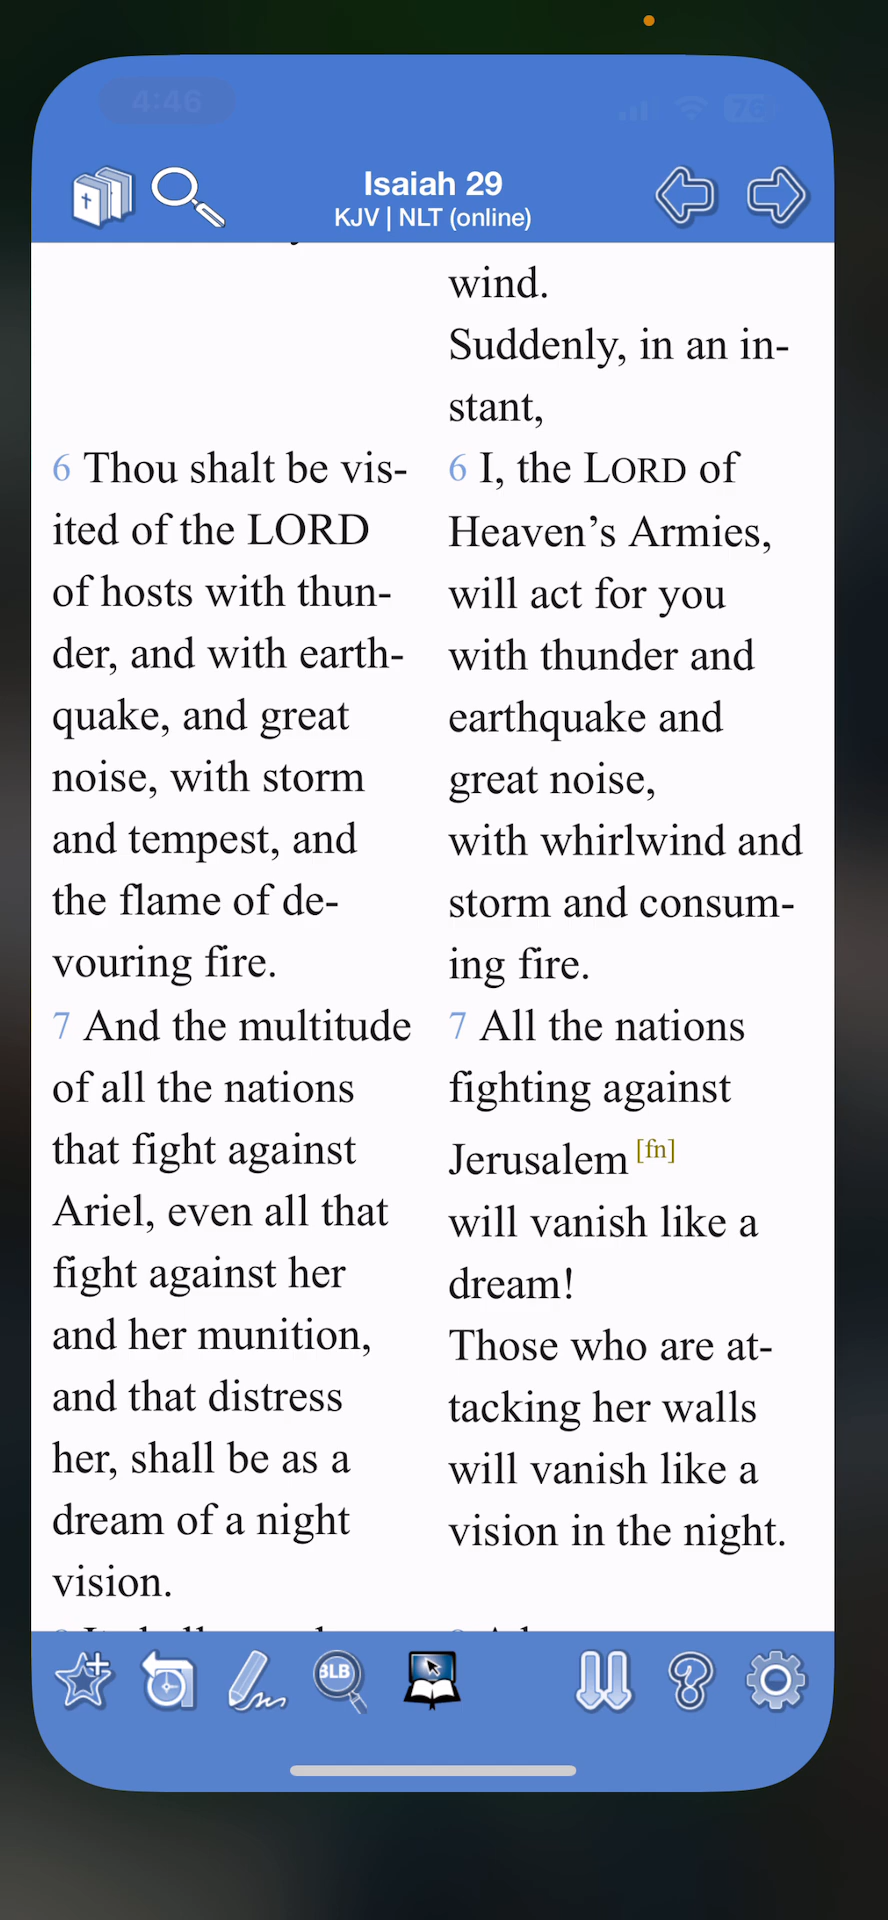 4:46
76
Isaiah 29
KJV | NLT (online)
wind.
Suddenly, in an in-
stant,
6 Thou shalt be vis-
ited of the LORD
of hosts with thun-
der, and with earth-
quake, and great
noise, with storm
and tempest, and
the flame of de-
vouring fire.
7 And the multitude
of all the nations
that fight against
Ariel, even all that
fight against her
and her munition,
and that distress
her, shall be as a
dream of a night
vision.
6 I, the LORD of
Heaven’s Armies,
will act for you
with thunder and
earthquake and
great noise,
with whirlwind and
storm and consum-
ing fire.
7 All the nations
fighting against
Jerusalem [fn]
will vanish like a
dream!
Those who are at-
tacking her walls
will vanish like a
vision in the night.
BLB